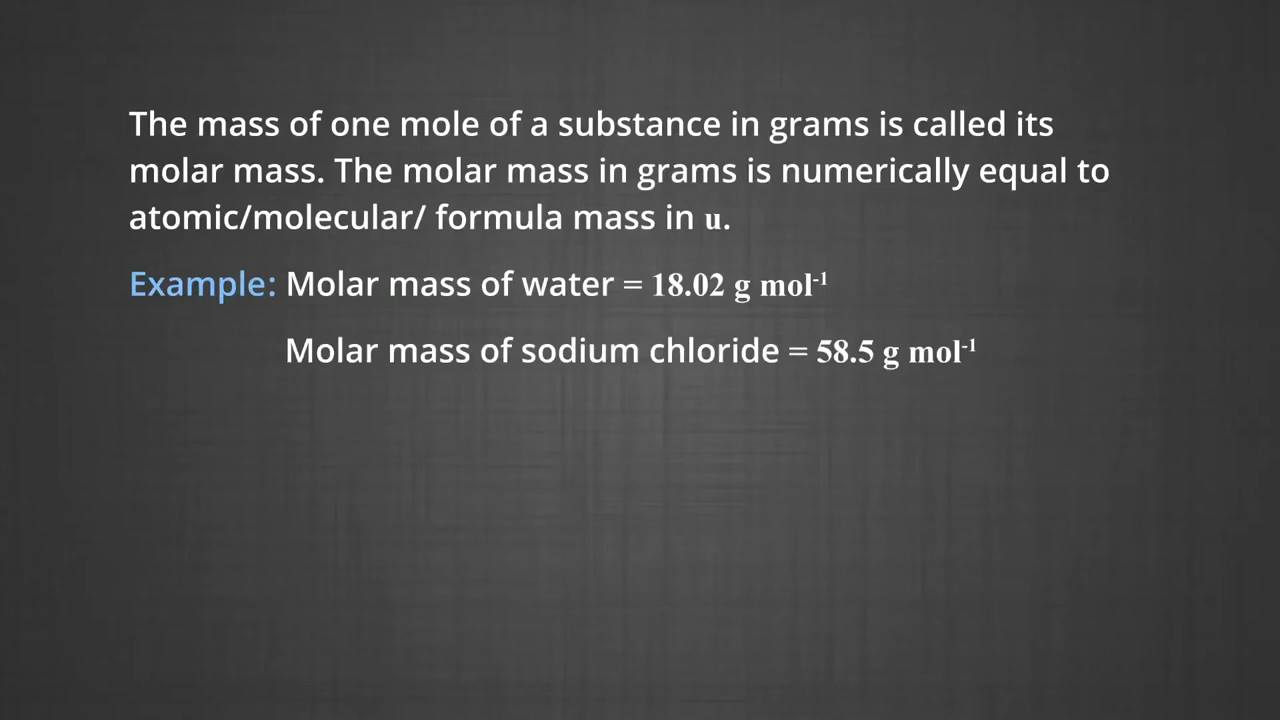 The mass of one mole of a substance in grams is called its
molar mass. The molar mass in grams is numerically equal to
atomic/molecular/ formula mass in u.
Example: Molar mass of water = 18.02 g mol⁻¹
Molar mass of sodium chloride = 58.5 g mol⁻¹